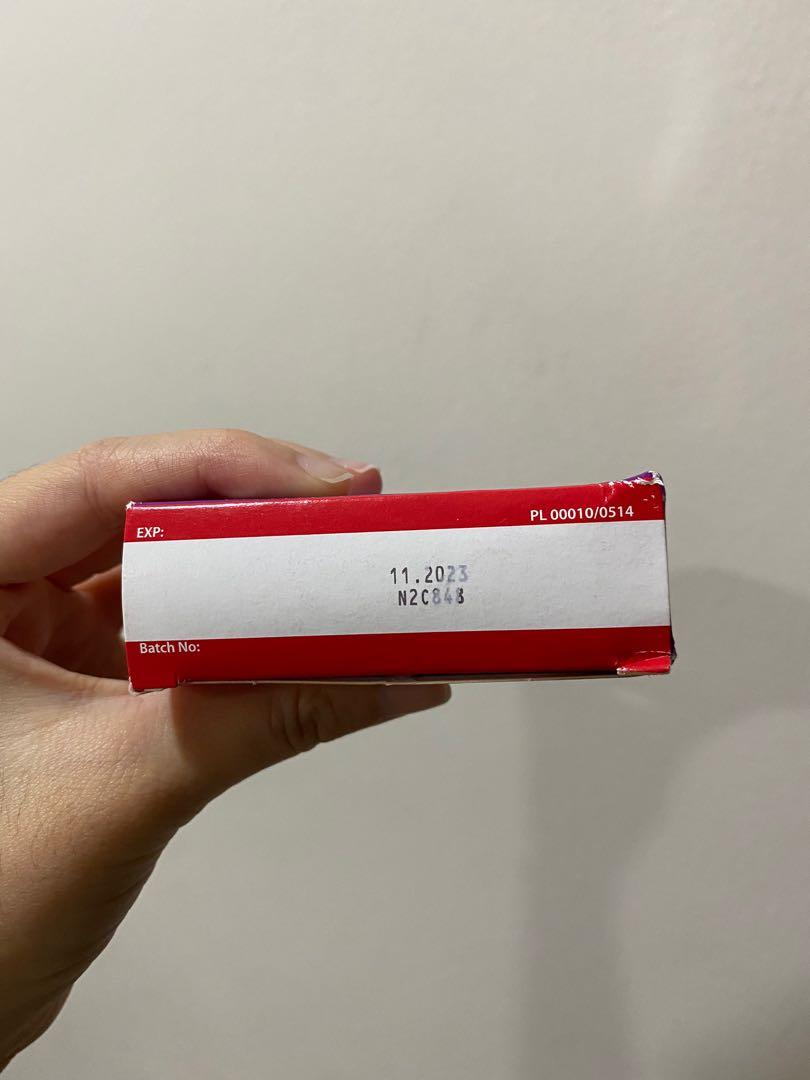 EXP:
PL 00010/0514
11.2023
N2C848
Batch No: